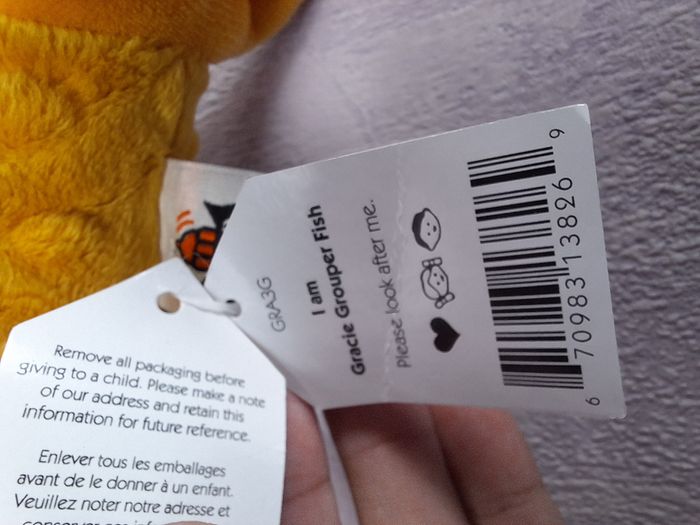 GRA3G
I am
Gracie Grouper Fish
Please look after me.
6 70983 13826 9
Remove all packaging before
giving to a child. Please make a note
of our address and retain this
information for future reference.
Enlever tous les emballages
avant de le donner à un enfant.
Veuillez noter notre adresse et